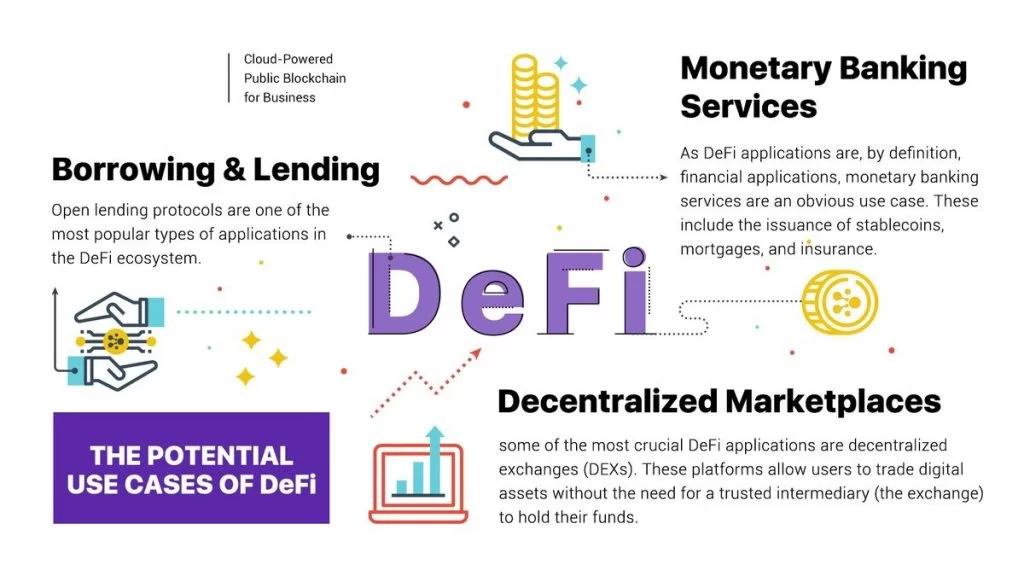 Cloud-Powered
Public Blockchain
for Business
Borrowing & Lending
Open lending protocols are one of the
most popular types of applications in
the DeFi ecosystem.
Monetary Banking
Services
As DeFi applications are, by definition,
financial applications, monetary banking
services are an obvious use case. These
include the issuance of stablecoins,
mortgages, and insurance.
DeFi
THE POTENTIAL
USE CASES OF DeFi
Decentralized Marketplaces
some of the most crucial DeFi applications are decentralized
exchanges (DEXs). These platforms allow users to trade digital
assets without the need for a trusted intermediary (the exchange)
to hold their funds.